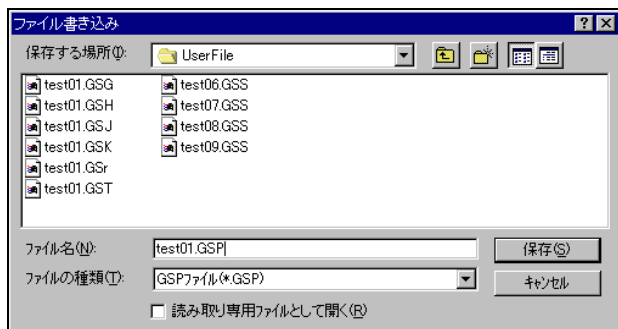 ファイル書き込み
保存する場所(I): UserFile
test01.GSG test06.GSS
test01.GSH test07.GSS
test01.GSJ test08.GSS
test01.GSK test09.GSS
test01.GSr
test01.GST
ファイル名(N): test01.GSP 保存(S)
ファイルの種類(T): GSPファイル(*.GSP) キャンセル
読み取り専用ファイルとして開く(R)